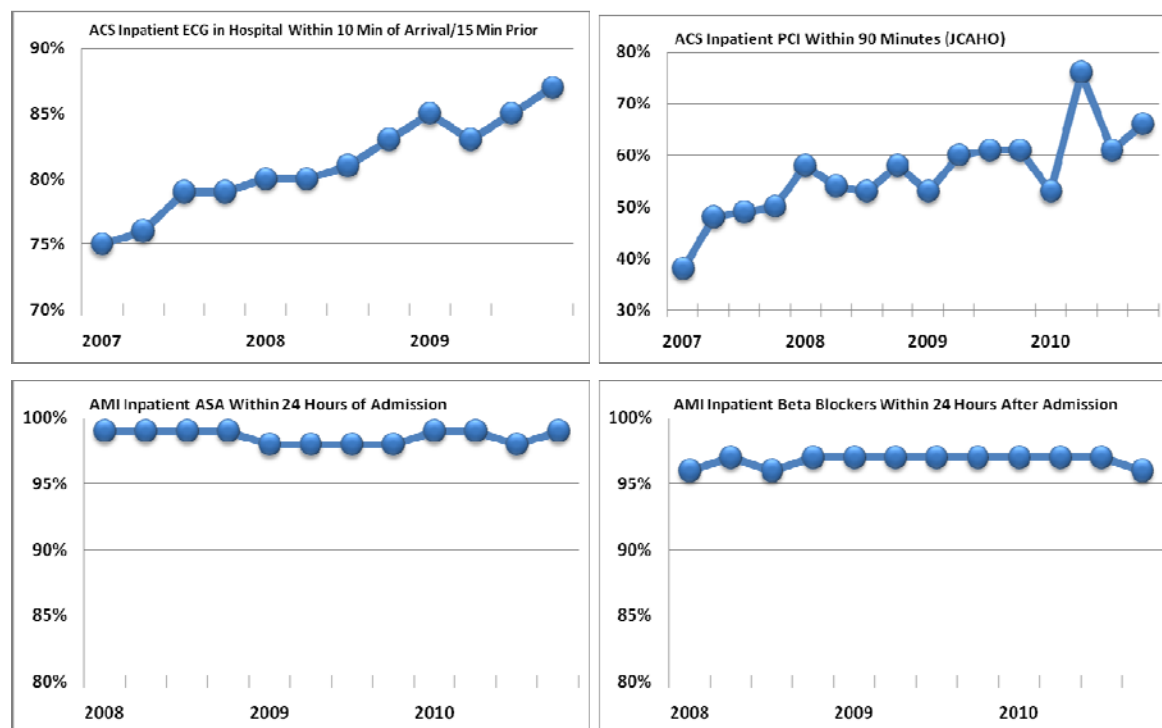 ACS Inpatient ECG in Hospital Within 10 Min of Arrival/15 Min Prior
90%
85%
80%
75%
70%
2007 2008 2009
ACS Inpatient PCI Within 90 Minutes (JCAHO)
80%
70%
60%
50%
40%
30%
2007 2008 2009 2010
AMI Inpatient ASA Within 24 Hours of Admission
100%
95%
90%
85%
80%
2008 2009 2010
AMI Inpatient Beta Blockers Within 24 Hours After Admission
100%
95%
90%
85%
80%
2008 2009 2010